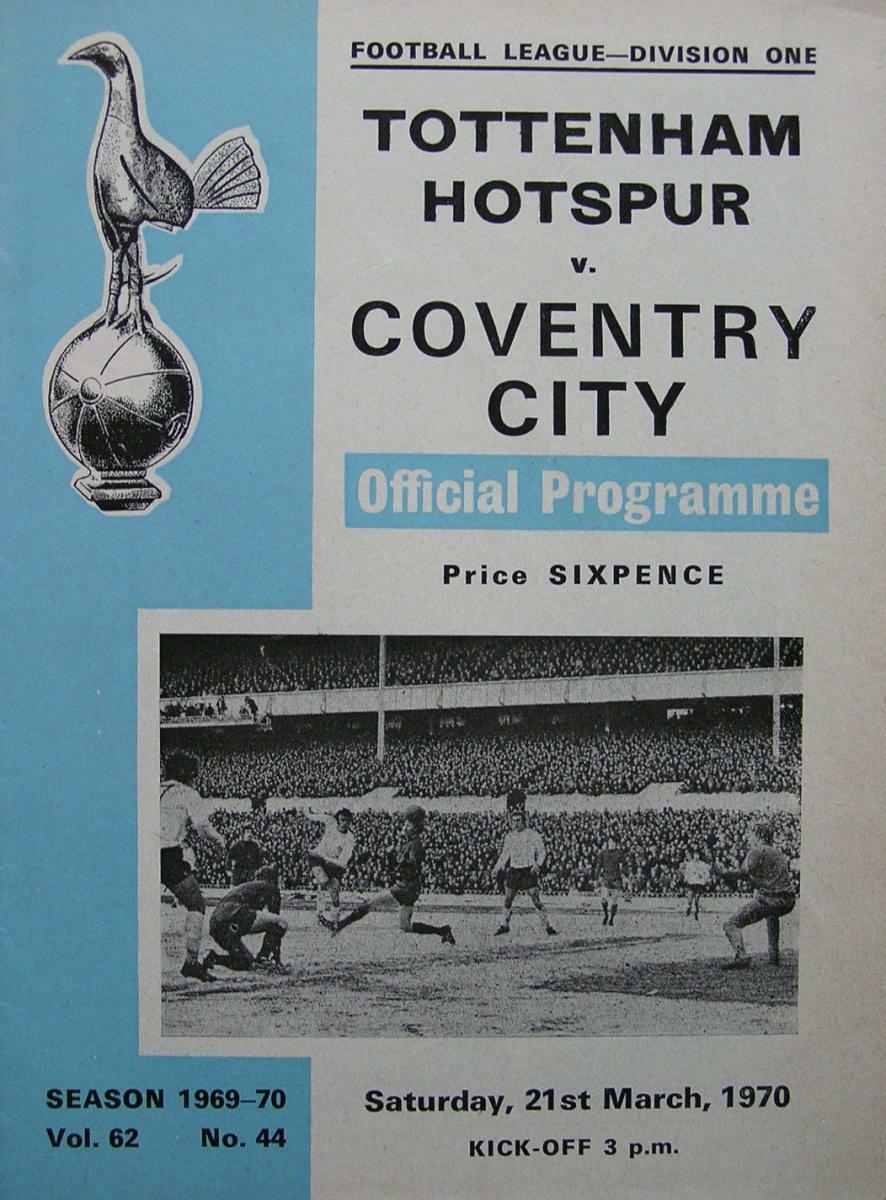 FOOTBALL LEAGUE—DIVISION ONE
TOTTENHAM
HOTSPUR
v.
COVENTRY
CITY
Official Programme
Price SIXPENCE
SEASON 1969–70
Vol. 62 No. 44
Saturday, 21st March, 1970
KICK-OFF 3 p.m.